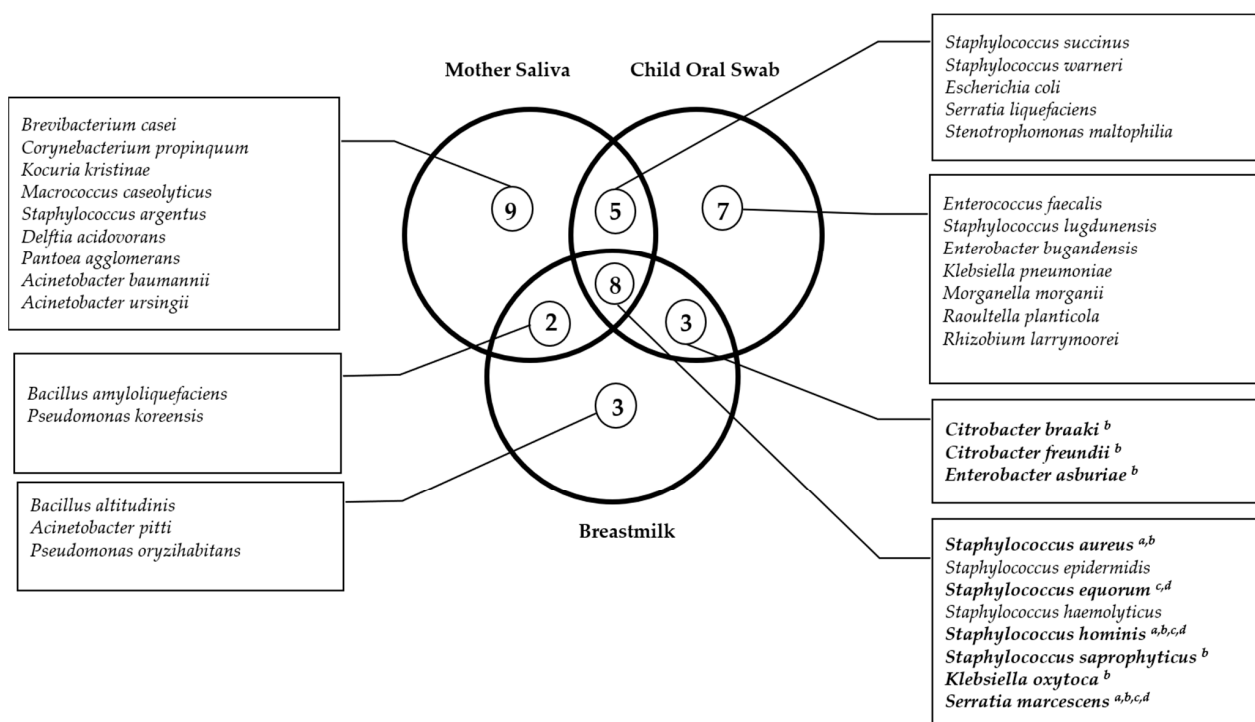 Mother Saliva
Child Oral Swab
Breastmilk
9
5
7
8
2
3
3
Brevibacterium casei
Corynebacterium propinquum
Kocuria kristinae
Macrococcus caseolyticus
Staphylococcus argentus
Delftia acidovorans
Pantoea agglomerans
Acinetobacter baumannii
Acinetobacter ursingii
Bacillus amyloliquefaciens
Pseudomonas koreensis
Bacillus altitudinis
Acinetobacter pitti
Pseudomonas oryzihabitans
Staphylococcus succinus
Staphylococcus warneri
Escherichia coli
Serratia liquefaciens
Stenotrophomonas maltophilia
Enterococcus faecalis
Staphylococcus lugdunensis
Enterobacter bugandensis
Klebsiella pneumoniae
Morganella morganii
Raoultella planticola
Rhizobium larrymoorei
Citrobacter braaki b
Citrobacter freundii b
Enterobacter asburiae b
Staphylococcus aureus a,b
Staphylococcus epidermidis
Staphylococcus equorum c,d
Staphylococcus haemolyticus
Staphylococcus hominis a,b,c,d
Staphylococcus saprophyticus b
Klebsiella oxytoca b
Serratia marcescens a,b,c,d